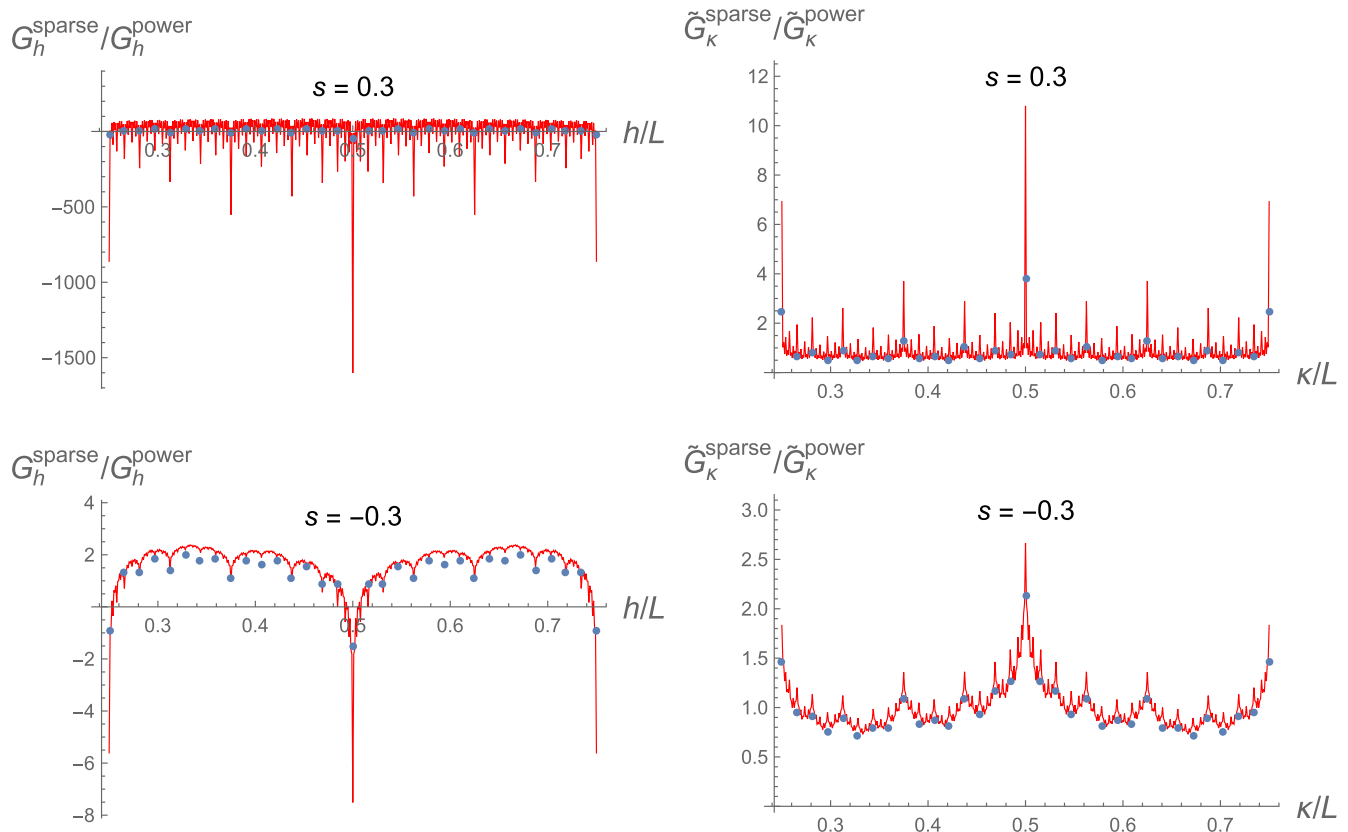 G_h^sparse/G_h^power
s = 0.3
h/L
0.3 0.4 0.5 0.6 0.7
−500
−1000
−1500
G̃_κ^sparse/G̃_κ^power
s = 0.3
12
10
8
6
4
2
0.3 0.4 0.5 0.6 0.7
κ/L
G_h^sparse/G_h^power
s = −0.3
4
2
h/L
0.3 0.4 0.5 0.6 0.7
−2
−4
−6
−8
G̃_κ^sparse/G̃_κ^power
s = −0.3
3.0
2.5
2.0
1.5
1.0
0.5
0.3 0.4 0.5 0.6 0.7
κ/L